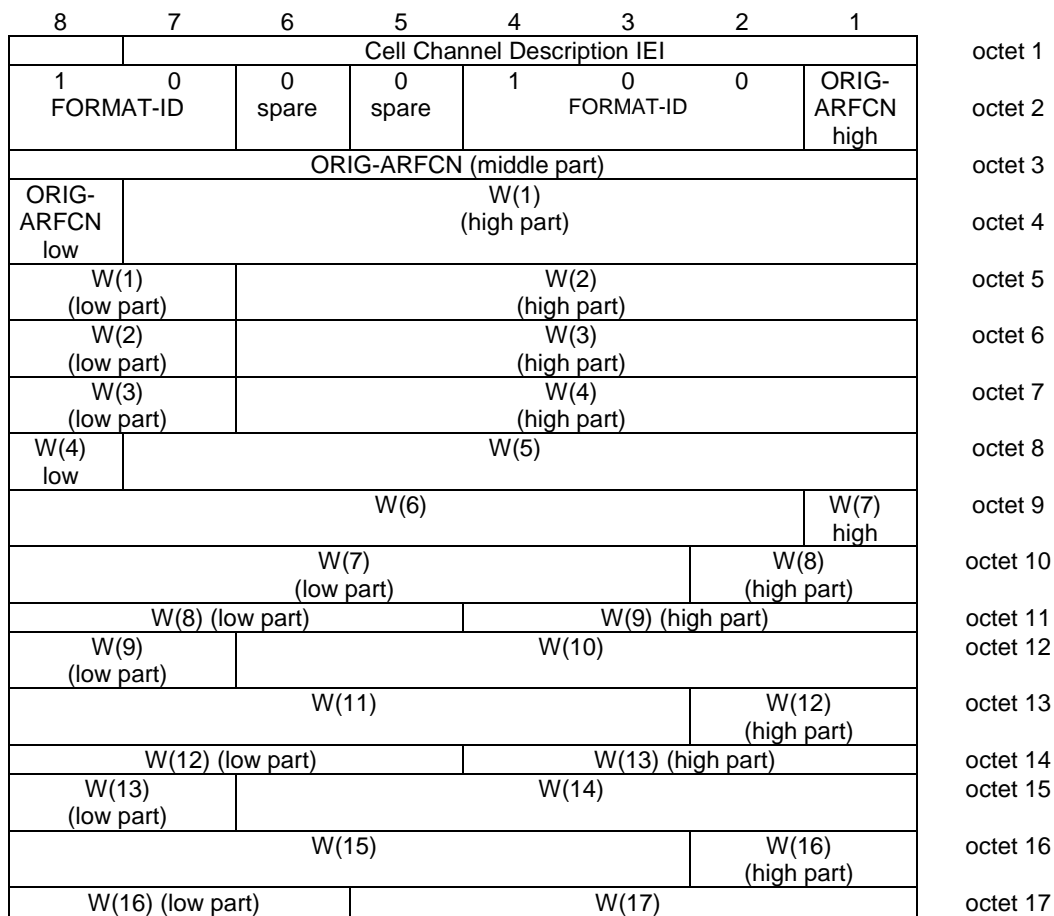 8 7 6 5 4 3 2 1
Cell Channel Description IEI octet 1
1 0 0 0 1 0 0 ORIG-
FORMAT-ID spare spare FORMAT-ID ARFCN octet 2
high
ORIG-ARFCN (middle part) octet 3
ORIG- W(1)
ARFCN (high part) octet 4
low
W(1) W(2) octet 5
(low part) (high part)
W(2) W(3) octet 6
(low part) (high part)
W(3) W(4) octet 7
(low part) (high part)
W(4) W(5) octet 8
low
W(6) W(7) octet 9
high
W(7) W(8) octet 10
(low part) (high part)
W(8) (low part) W(9) (high part) octet 11
W(9) W(10) octet 12
(low part)
W(11) W(12) octet 13
(high part)
W(12) (low part) W(13) (high part) octet 14
W(13) W(14) octet 15
(low part)
W(15) W(16) octet 16
(high part)
W(16) (low part) W(17) octet 17